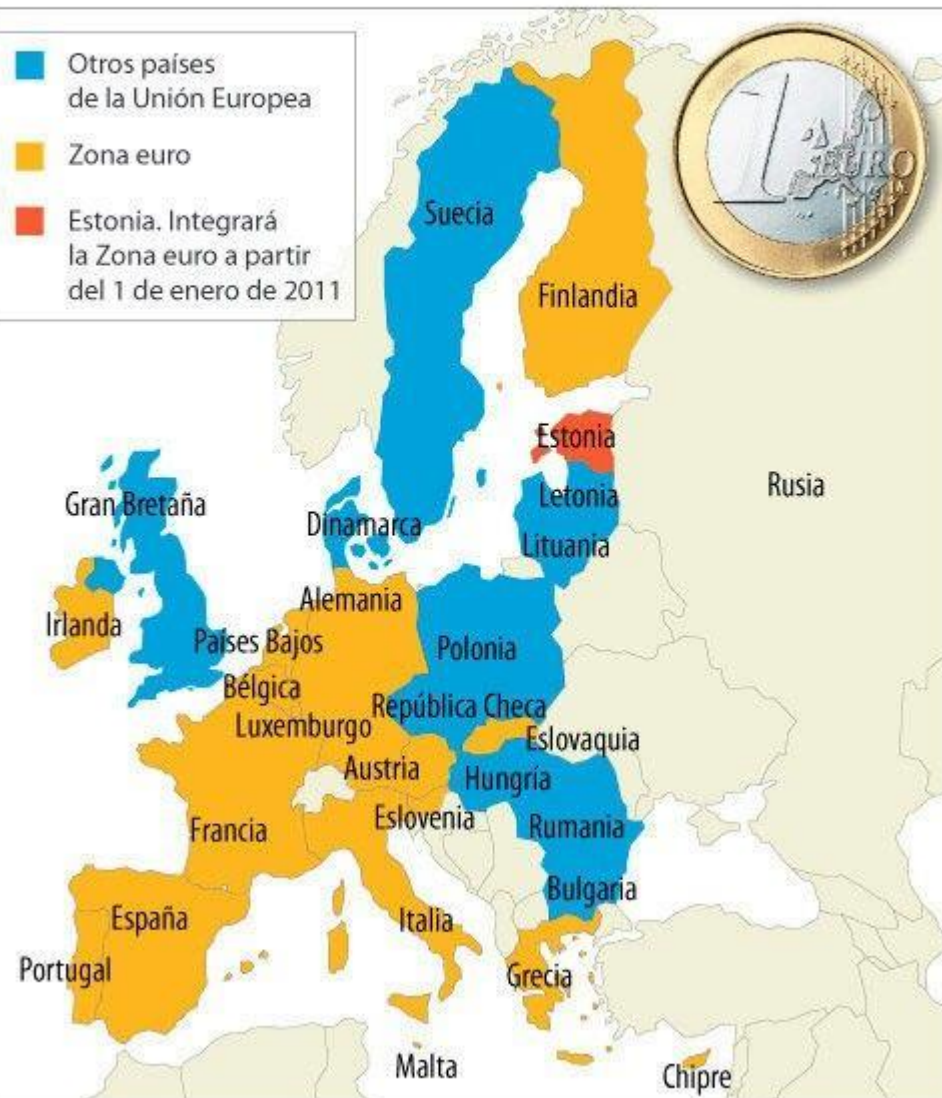 Otros países
de la Unión Europea
Zona euro
Estonia. Integrará
la Zona euro a partir
del 1 de enero de 2011
1
EURO
Suecia
Finlandia
Estonia
Rusia
Letonia
Gran Bretaña
Dinamarca
Lituania
Alemania
Irlanda
Países Bajos
Polonia
Bélgica
República Checa
Luxemburgo
Eslovaquia
Austria
Hungría
Eslovenia
Francia
Rumania
Bulgaria
España
Italia
Portugal
Grecia
Malta
Chipre